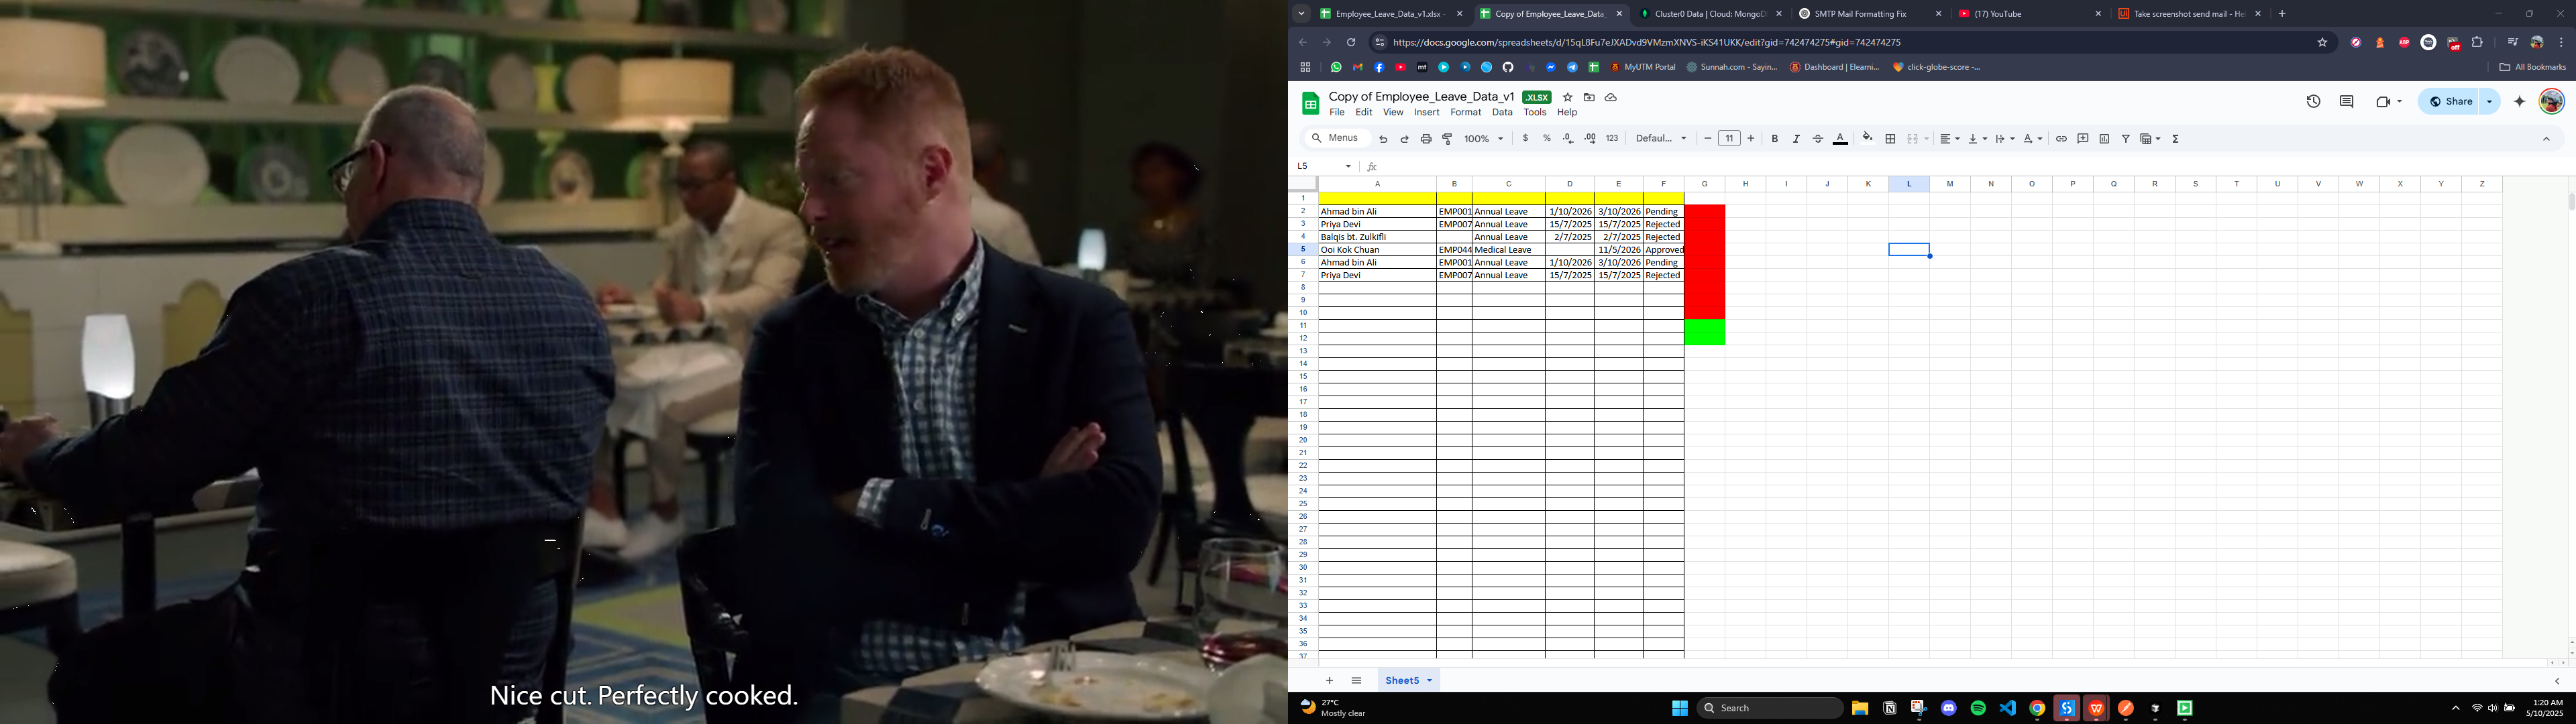 Nice cut. Perfectly cooked.
Employee_Leave_Data_v1.xlsx -
Copy of Employee_Leave_Data_
Cluster0 Data | Cloud: MongoD
SMTP Mail Formatting Fix
(17) YouTube
Take screenshot send mail - He
https://docs.google.com/spreadsheets/d/15qL8Fu7eJXADvd9VMzmXNVS-iKS41UKK/edit?gid=742474275#gid=742474275
MyUTM Portal
Sunnah.com - Sayin...
Dashboard | Elearni...
click-globe-score -...
All Bookmarks
Copy of Employee_Leave_Data_v1 .XLSX
File Edit View Insert Format Data Tools Help
Share
Menus 100% $ % .0 .00 123 Defaul... 11 B I
L5 fx
A B C D E F G H I J K L M N O P Q R S T U V W X Y Z
1
2 Ahmad bin Ali EMP001 Annual Leave 1/10/2026 3/10/2026 Pending
3 Priya Devi EMP007 Annual Leave 15/7/2025 15/7/2025 Rejected
4 Balqis bt. Zulkifli Annual Leave 2/7/2025 2/7/2025 Rejected
5 Ooi Kok Chuan EMP044 Medical Leave 11/5/2026 Approved
6 Ahmad bin Ali EMP001 Annual Leave 1/10/2026 3/10/2026 Pending
7 Priya Devi EMP007 Annual Leave 15/7/2025 15/7/2025 Rejected
8
9
10
11
12
13
14
15
16
17
18
19
20
21
22
23
24
25
26
27
28
29
30
31
32
33
34
35
36
37
Sheet5
27°C
Mostly clear
Search
1:20 AM
5/10/2025